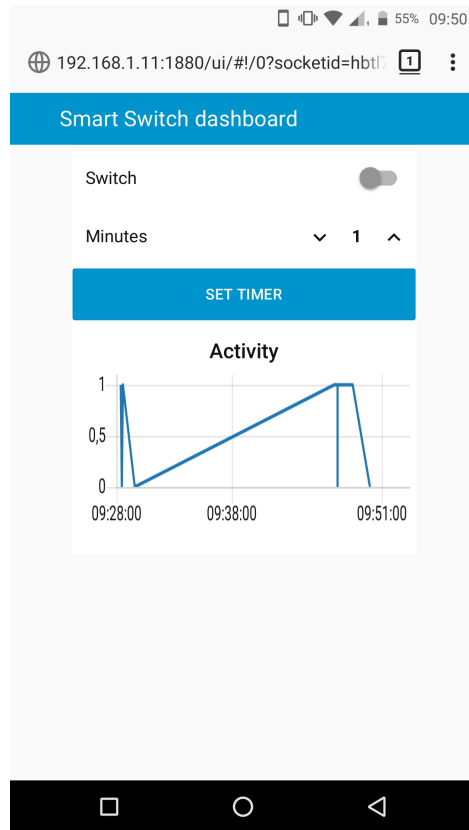 55% 09:50
192.168.1.11:1880/ui/#!/0?socketid=hbtl 1
Smart Switch dashboard
Switch
Minutes 1
SET TIMER
Activity
1
0,5
0
09:28:00 09:38:00 09:51:00